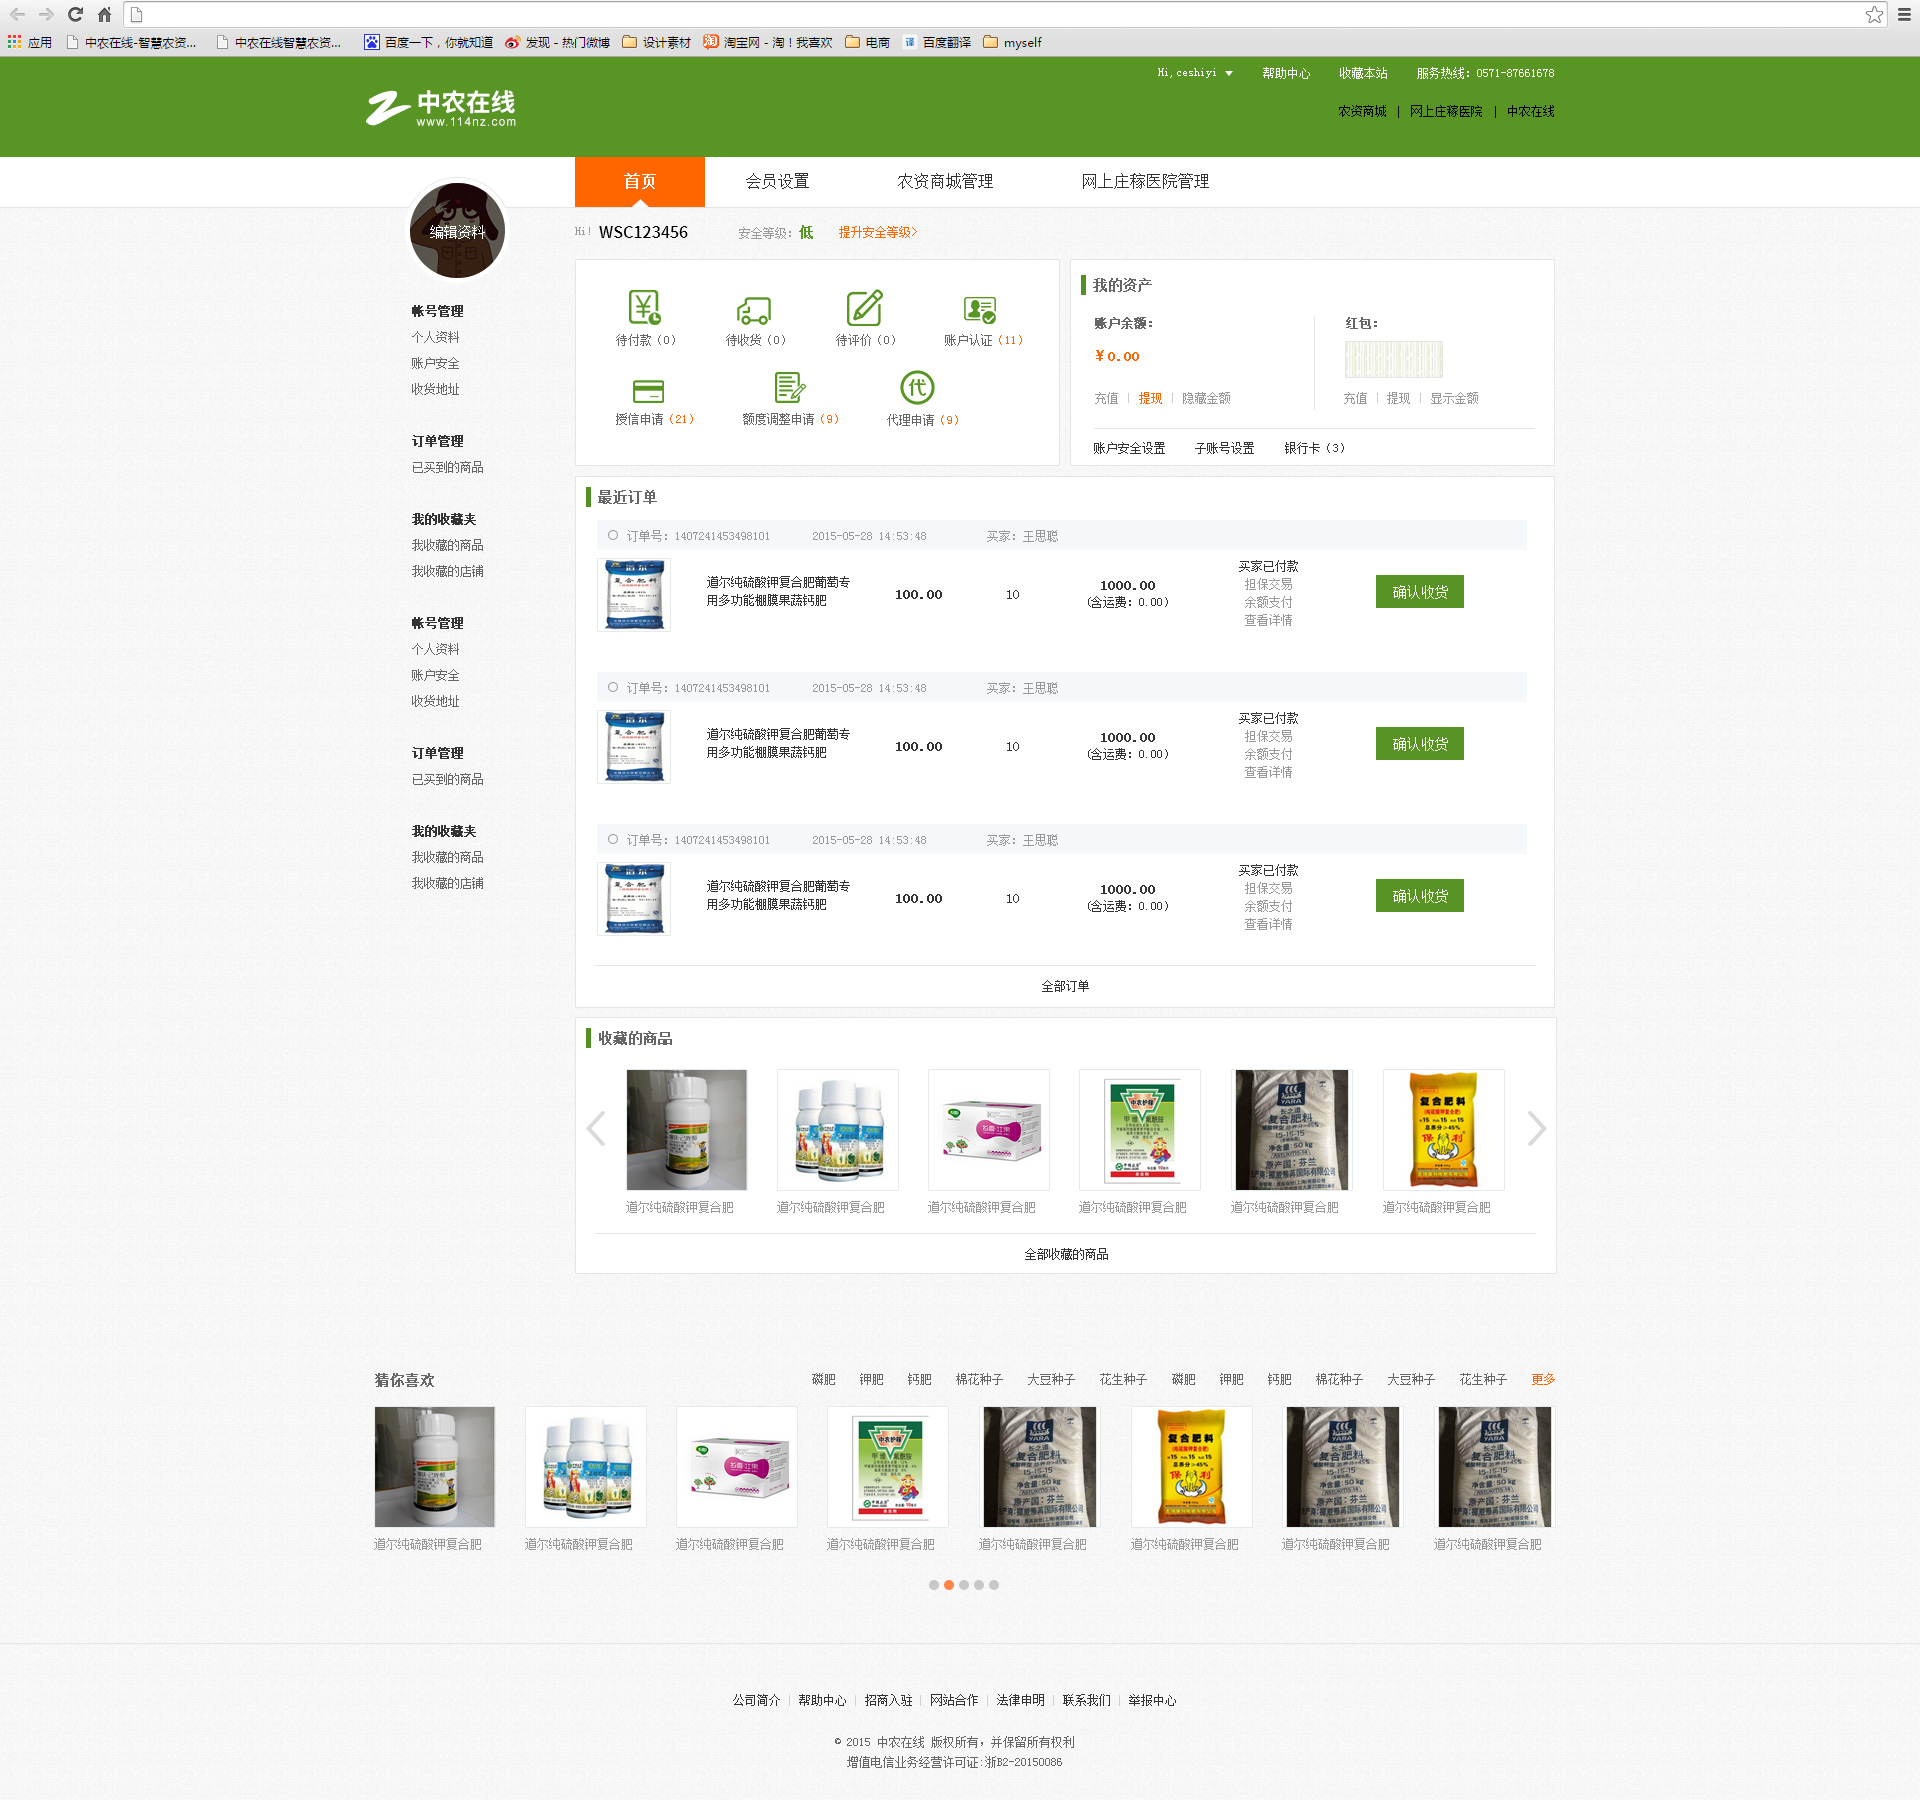 应用 中农在线-智慧农资... 中农在线智慧农资... 百度一下，你就知道 发现 - 热门微博 设计素材 淘宝网 - 淘！我喜欢 电商 百度翻译 myself
Hi,ceshiyi 帮助中心 收藏本站 服务热线：0571-87661678
中农在线
www.114nz.com
农资商城 | 网上庄稼医院 | 中农在线
首页 会员设置 农资商城管理 网上庄稼医院管理
编辑资料
Hi! WSC123456 安全等级：低 提升安全等级>
帐号管理
个人资料
账户安全
收货地址
订单管理
已买到的商品
我的收藏夹
我收藏的商品
我收藏的店铺
帐号管理
个人资料
账户安全
收货地址
订单管理
已买到的商品
我的收藏夹
我收藏的商品
我收藏的店铺
待付款（0） 待收货（0） 待评价（0） 账户认证（11）
代
授信申请（21） 额度调整申请（9） 代理申请（9）
我的资产
账户余额： 红包：
￥0.00
充值 | 提现 | 隐藏金额 充值 | 提现 | 显示金额
账户安全设置 子账号设置 银行卡（3）
最近订单
订单号：1407241453498101 2015-05-28 14:53:48 买家：王思聪
复合肥料
道尔纯硫酸钾复合肥葡萄专
用多功能棚膜果蔬钙肥
100.00 10 1000.00
(含运费：0.00)
买家已付款
担保交易
余额支付
查看详情
确认收货
订单号：1407241453498101 2015-05-28 14:53:48 买家：王思聪
复合肥料
道尔纯硫酸钾复合肥葡萄专
用多功能棚膜果蔬钙肥
100.00 10 1000.00
(含运费：0.00)
买家已付款
担保交易
余额支付
查看详情
确认收货
订单号：1407241453498101 2015-05-28 14:53:48 买家：王思聪
复合肥料
道尔纯硫酸钾复合肥葡萄专
用多功能棚膜果蔬钙肥
100.00 10 1000.00
(含运费：0.00)
买家已付款
担保交易
余额支付
查看详情
确认收货
全部订单
收藏的商品
道尔纯硫酸钾复合肥 道尔纯硫酸钾复合肥 道尔纯硫酸钾复合肥 道尔纯硫酸钾复合肥 道尔纯硫酸钾复合肥 道尔纯硫酸钾复合肥
全部收藏的商品
猜你喜欢 磷肥 钾肥 钙肥 棉花种子 大豆种子 花生种子 磷肥 钾肥 钙肥 棉花种子 大豆种子 花生种子 更多
道尔纯硫酸钾复合肥 道尔纯硫酸钾复合肥 道尔纯硫酸钾复合肥 道尔纯硫酸钾复合肥 道尔纯硫酸钾复合肥 道尔纯硫酸钾复合肥 道尔纯硫酸钾复合肥 道尔纯硫酸钾复合肥
公司简介 | 帮助中心 | 招商入驻 | 网站合作 | 法律申明 | 联系我们 | 举报中心
© 2015 中农在线 版权所有，并保留所有权利
增值电信业务经营许可证:浙B2-20150086